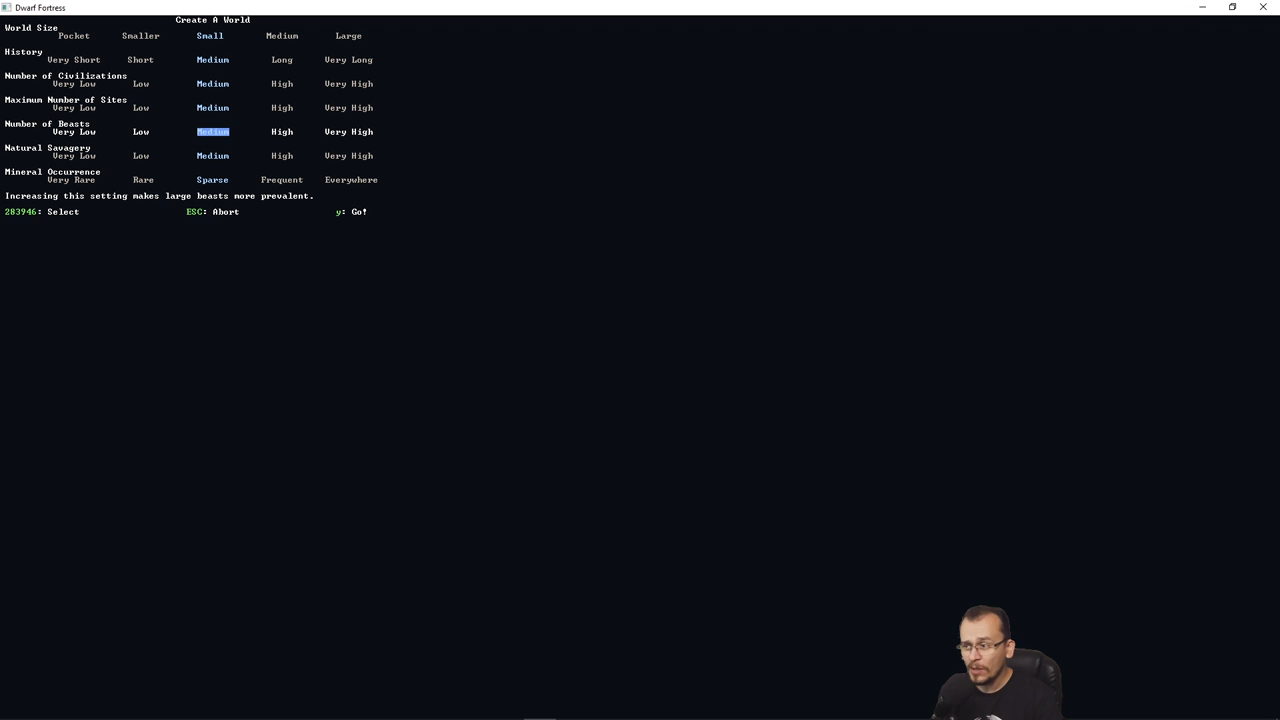 Dwarf Fortress
Create A World
World Size
Pocket Smaller Small Medium Large
History
Very Short Short Medium Long Very Long
Number of Civilizations
Very Low Low Medium High Very High
Maximum Number of Sites
Very Low Low Medium High Very High
Number of Beasts
Very Low Low Medium High Very High
Natural Savagery
Very Low Low Medium High Very High
Mineral Occurrence
Very Rare Rare Sparse Frequent Everywhere
Increasing this setting makes large beasts more prevalent.
283946: Select ESC: Abort y: Go!